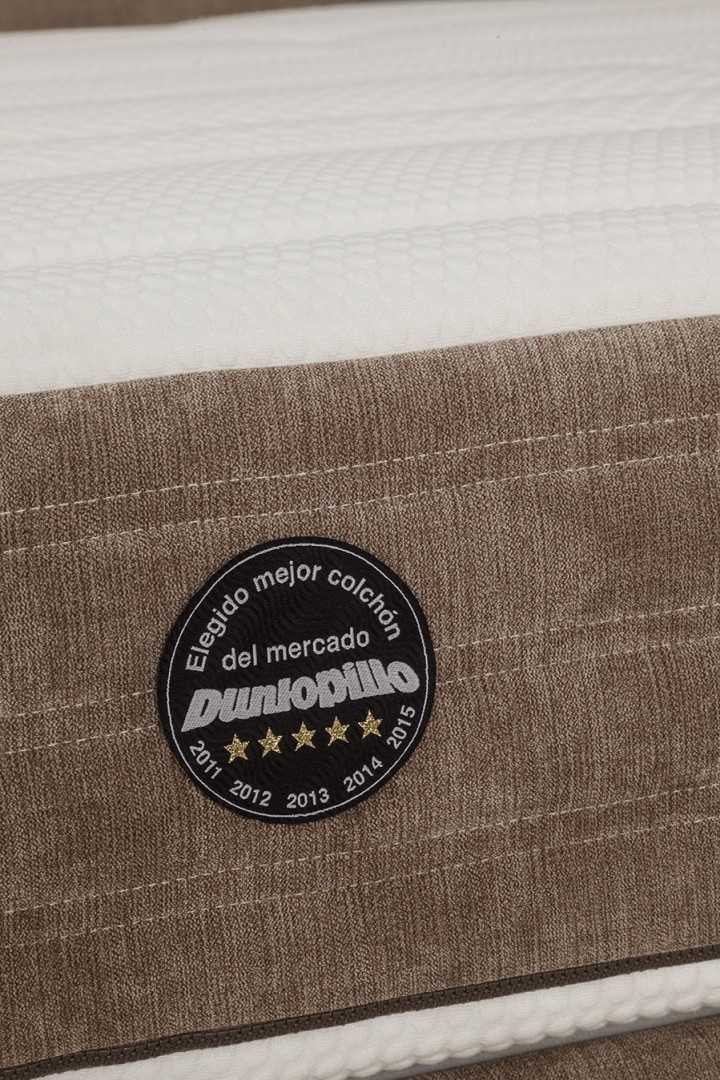 Elegido mejor colchón
del mercado
Dunlopillo
2011 2012 2013 2014 2015